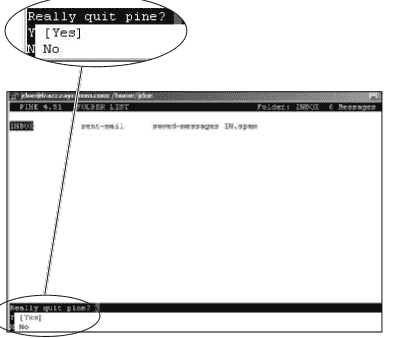 Really quit pine?
Y [Yes]
N No
PINE 4.51 FOLDER LIST Folder: INBOX 6 Messages
INBOX sent-mail saved-messages IN.spam
Really quit pine?
Y [Yes]
N No